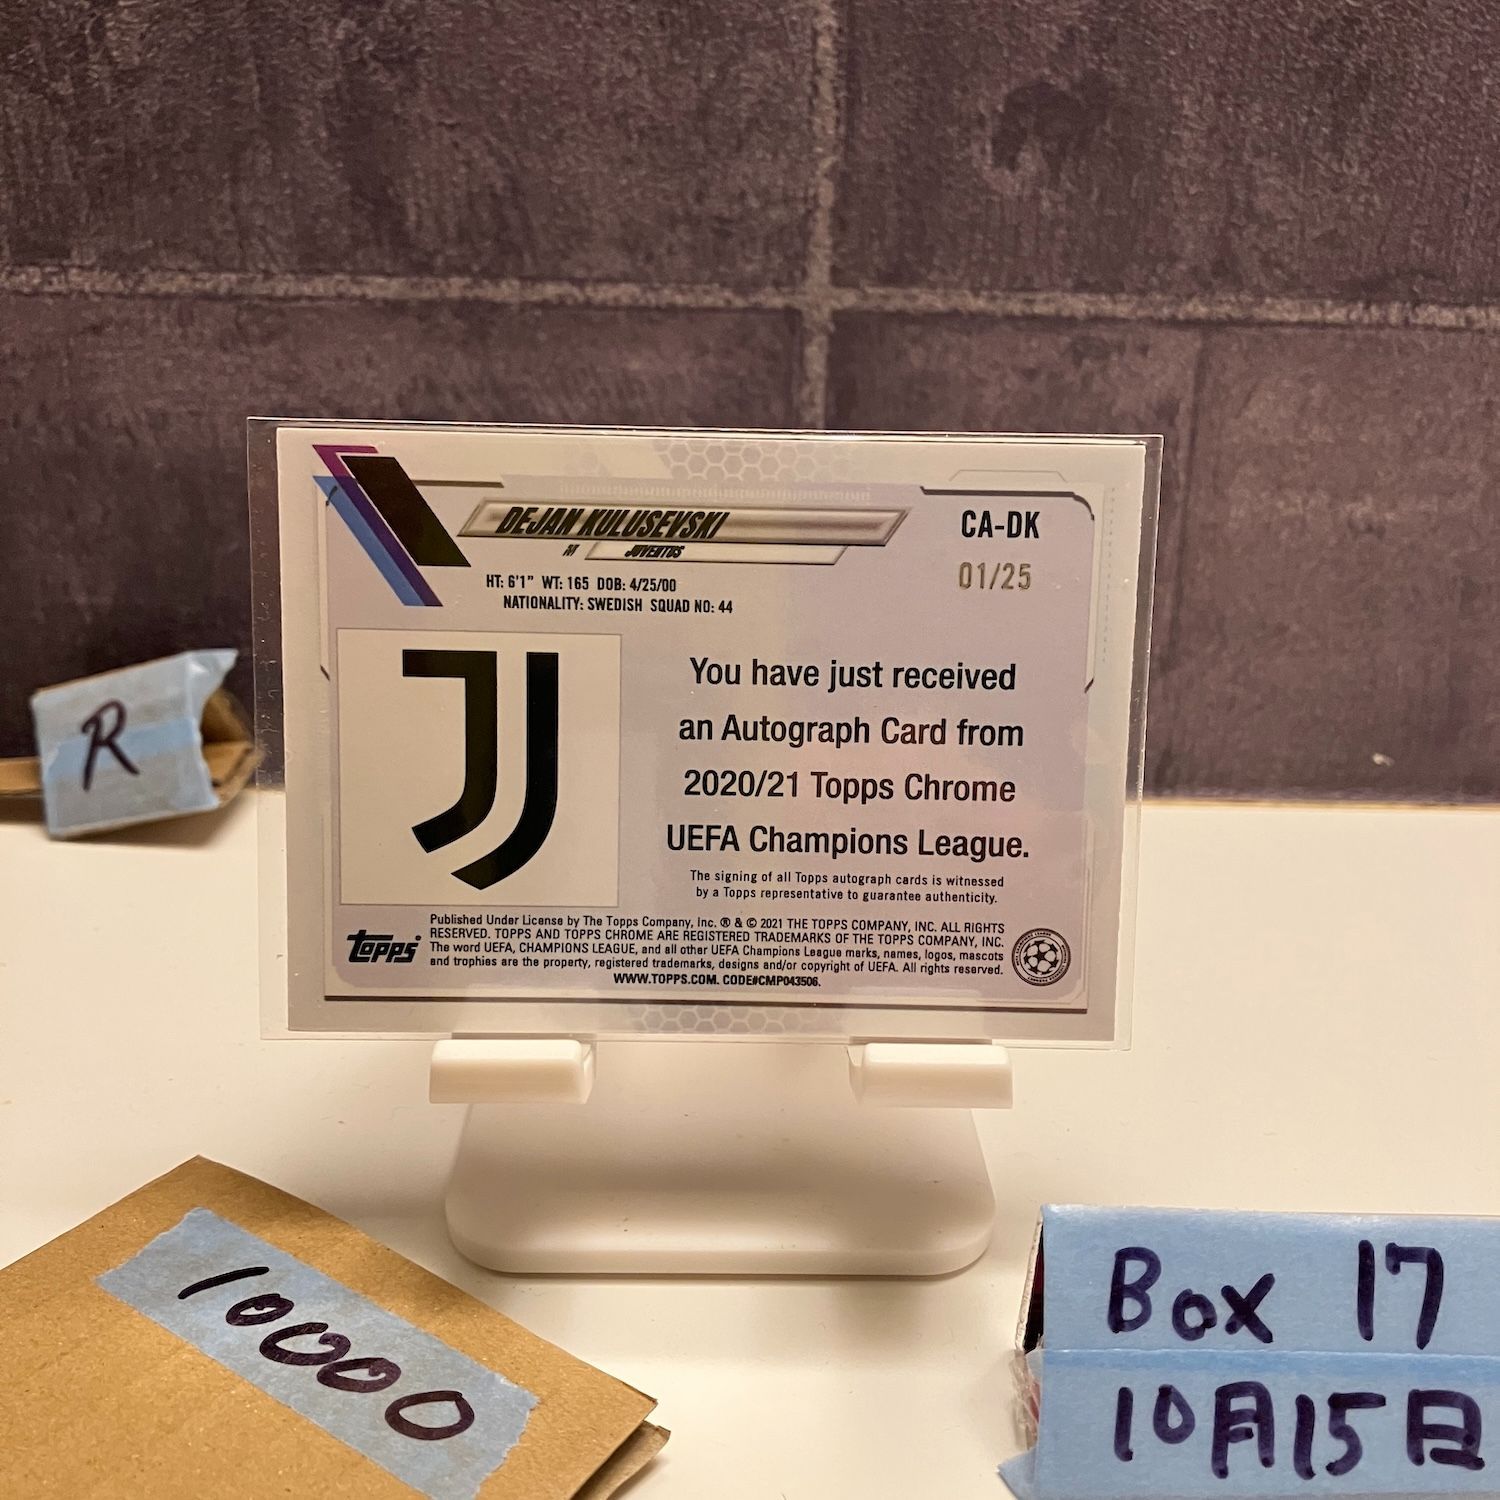 DEJAN KULUSEVSKI
M JUVENTUS
CA-DK
01/25
HT: 6'1" WT: 165 DOB: 4/25/00
NATIONALITY: SWEDISH SQUAD NO: 44
You have just received
an Autograph Card from
2020/21 Topps Chrome
UEFA Champions League.
The signing of all Topps autograph cards is witnessed
by a Topps representative to guarantee authenticity.
topps
Published Under License by The Topps Company, Inc. ® & © 2021 THE TOPPS COMPANY, INC. ALL RIGHTS
RESERVED. TOPPS AND TOPPS CHROME ARE REGISTERED TRADEMARKS OF THE TOPPS COMPANY, INC.
The word UEFA, CHAMPIONS LEAGUE, and all other UEFA Champions League marks, names, logos, mascots
and trophies are the property, registered trademarks, designs and/or copyright of UEFA. All rights reserved.
WWW.TOPPS.COM. CODE#CMP043506.
R
10000
Box 17
10月15日